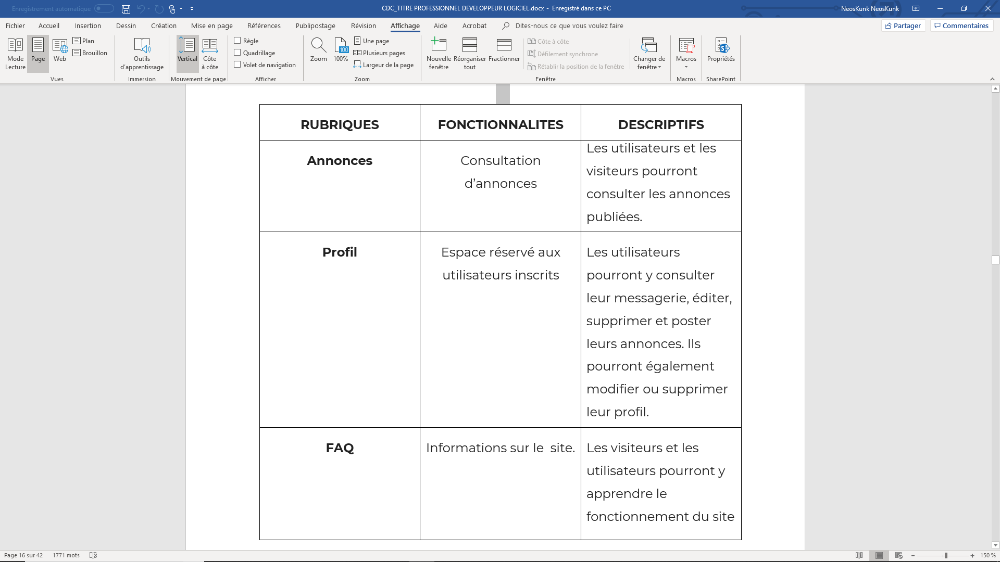 Enregistrement automatique
CDC_TITRE PROFESSIONNEL DEVELOPPEUR LOGICIEL.docx - Enregistré dans ce PC
NeosKunk NeosKunk
Fichier Accueil Insertion Dessin Création Mise en page Références Publipostage Révision Affichage Aide Acrobat Dites-nous ce que vous voulez faire
Partager Commentaires
Mode Lecture
Page
Web
Plan
Brouillon
Vues
Outils d'apprentissage
Immersion
Vertical
Côte à côte
Mouvement de page
Règle
Quadrillage
Volet de navigation
Afficher
Zoom
100
100%
Une page
Plusieurs pages
Largeur de la page
Zoom
Nouvelle fenêtre
Réorganiser tout
Fractionner
Côte à côte
Défilement synchrone
Rétablir la position de la fenêtre
Changer de fenêtre
Fenêtre
Macros
Macros
Propriétés
SharePoint
RUBRIQUES
FONCTIONNALITES
DESCRIPTIFS
Annonces
Consultation
d'annonces
Les utilisateurs et les
visiteurs pourront
consulter les annonces
publiées.
Profil
Espace réservé aux
utilisateurs inscrits
Les utilisateurs
pourront y consulter
leur messagerie, éditer,
supprimer et poster
leurs annonces. Ils
pourront également
modifier ou supprimer
leur profil.
FAQ
Informations sur le  site.
Les visiteurs et les
utilisateurs pourront y
apprendre le
fonctionnement du site
Page 16 sur 42 1771 mots
150 %